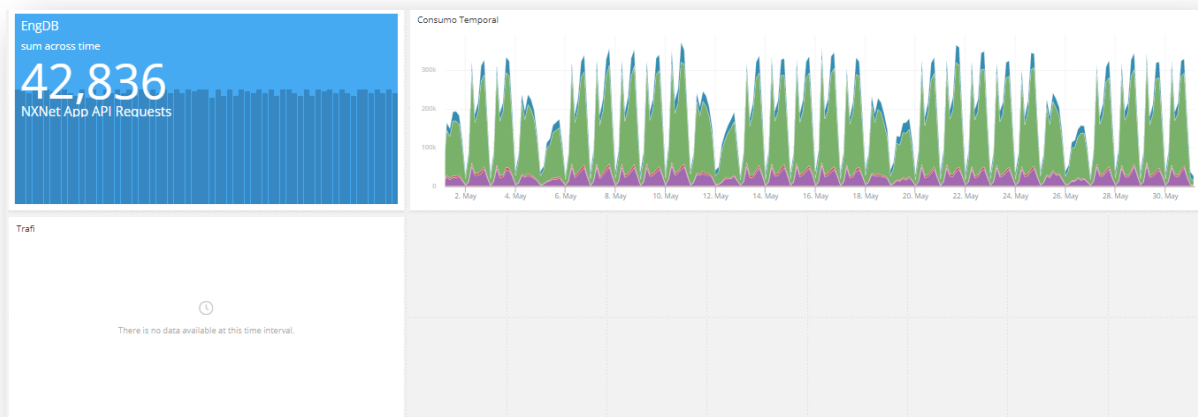 EngDB
sum across time
42,836
NXNet App API Requests
Consumo Temporal
300k
200k
100k
0
2. May 4. May 6. May 8. May 10. May 12. May 14. May 16. May 18. May 20. May 22. May 24. May 26. May 28. May 30. May
Trafi
There is no data available at this time interval.